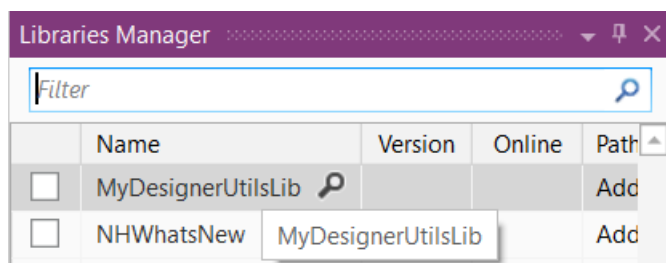 Libraries Manager
Filter
Name Version Online Path
MyDesignerUtilsLib Add
NHWhatsNew MyDesignerUtilsLib Add